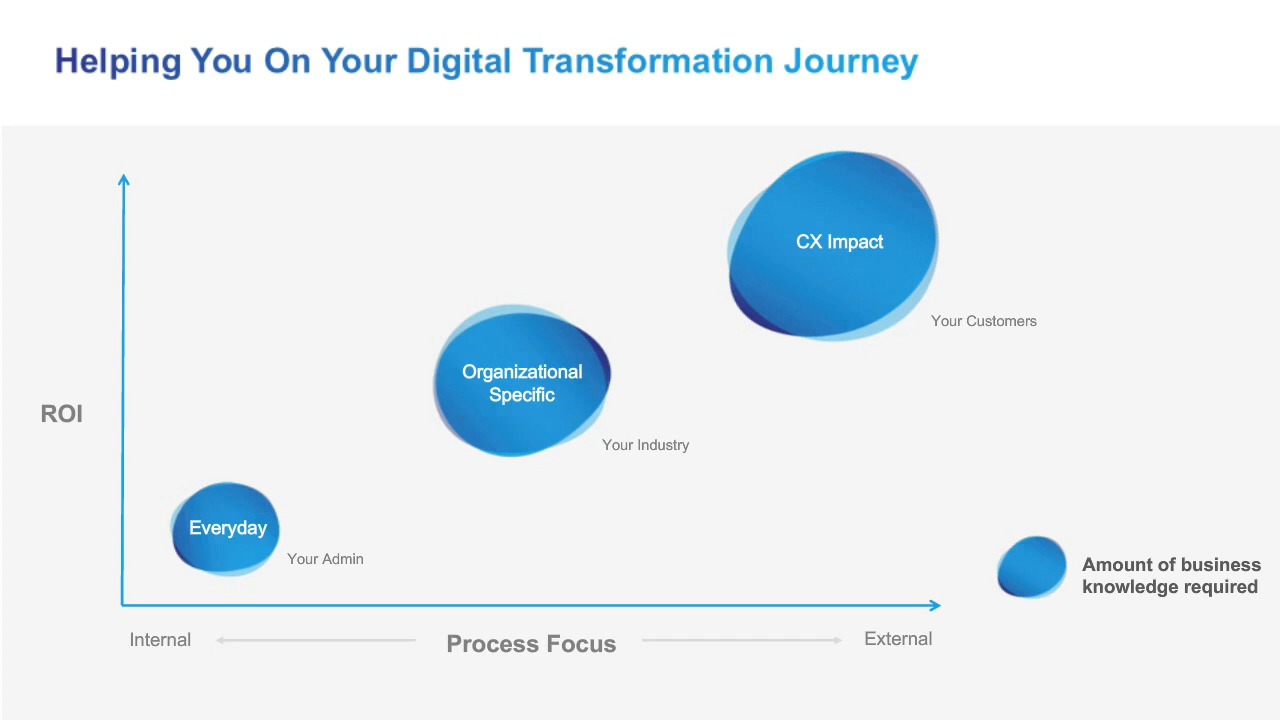 Helping You On Your Digital Transformation Journey
CX Impact
Your Customers
Organizational
Specific
ROI
Your Industry
Everyday
Your Admin
Amount of business
knowledge required
Internal
Process Focus
External